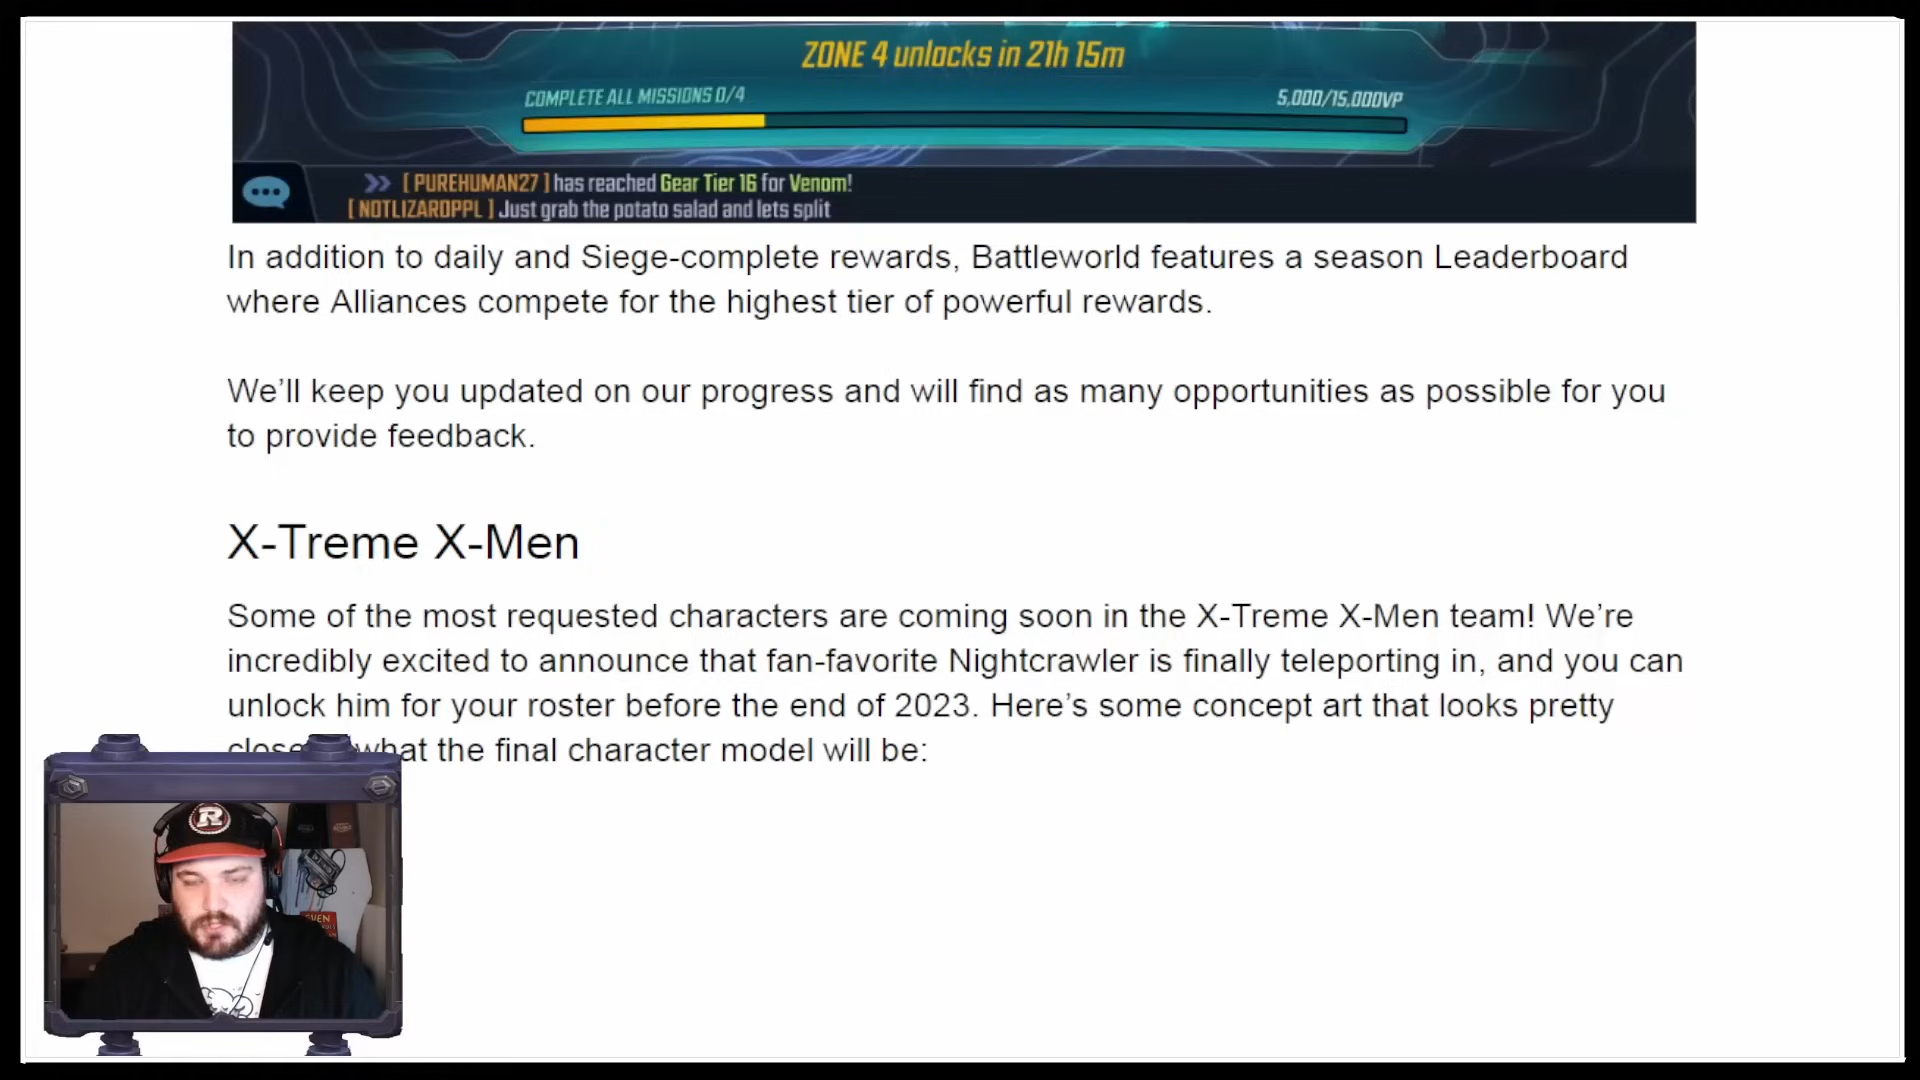 ZONE 4 unlocks in 21h 15m
COMPLETE ALL MISSIONS 0/4
5,000/15,000VP
[ PUREHUMAN27 ] has reached Gear Tier 16 for Venom!
[ NOTLIZARDPPL ] Just grab the potato salad and lets split
In addition to daily and Siege-complete rewards, Battleworld features a season Leaderboard
where Alliances compete for the highest tier of powerful rewards.
We’ll keep you updated on our progress and will find as many opportunities as possible for you
to provide feedback.
X-Treme X-Men
Some of the most requested characters are coming soon in the X-Treme X-Men team! We’re
incredibly excited to announce that fan-favorite Nightcrawler is finally teleporting in, and you can
unlock him for your roster before the end of 2023. Here’s some concept art that looks pretty
what the final character model will be:
R